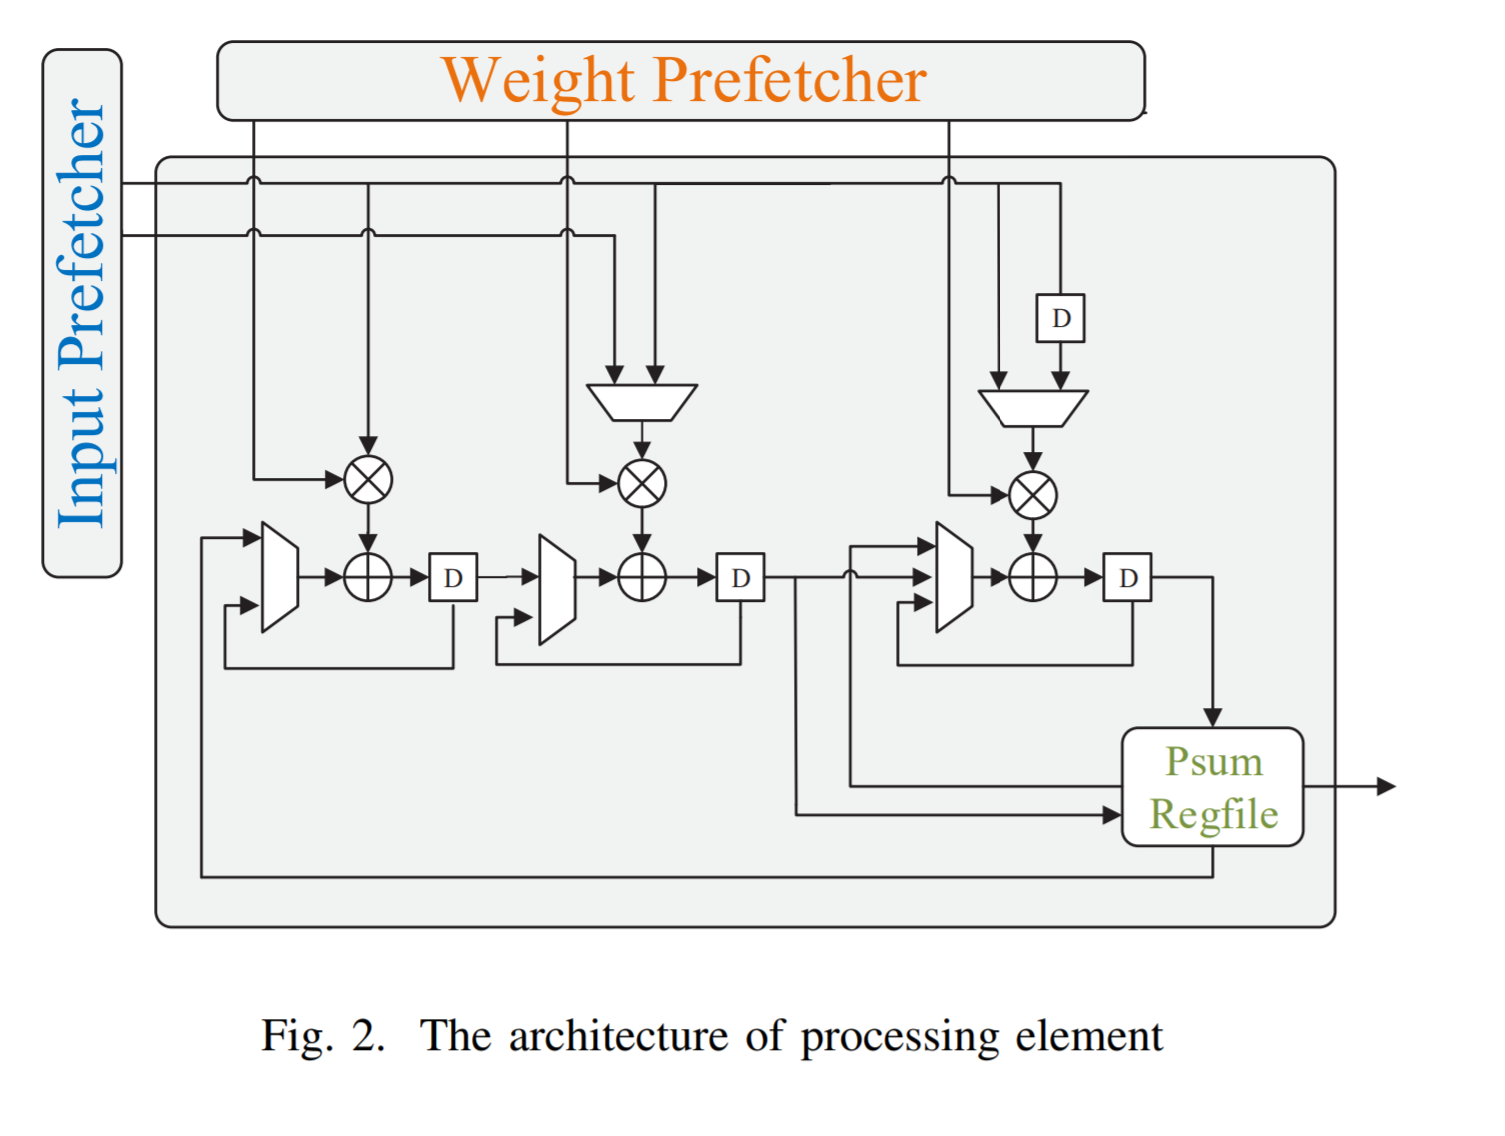 Weight Prefetcher
Input Prefetcher
D
D
D
D
Psum
Regfile
Fig. 2. The architecture of processing element